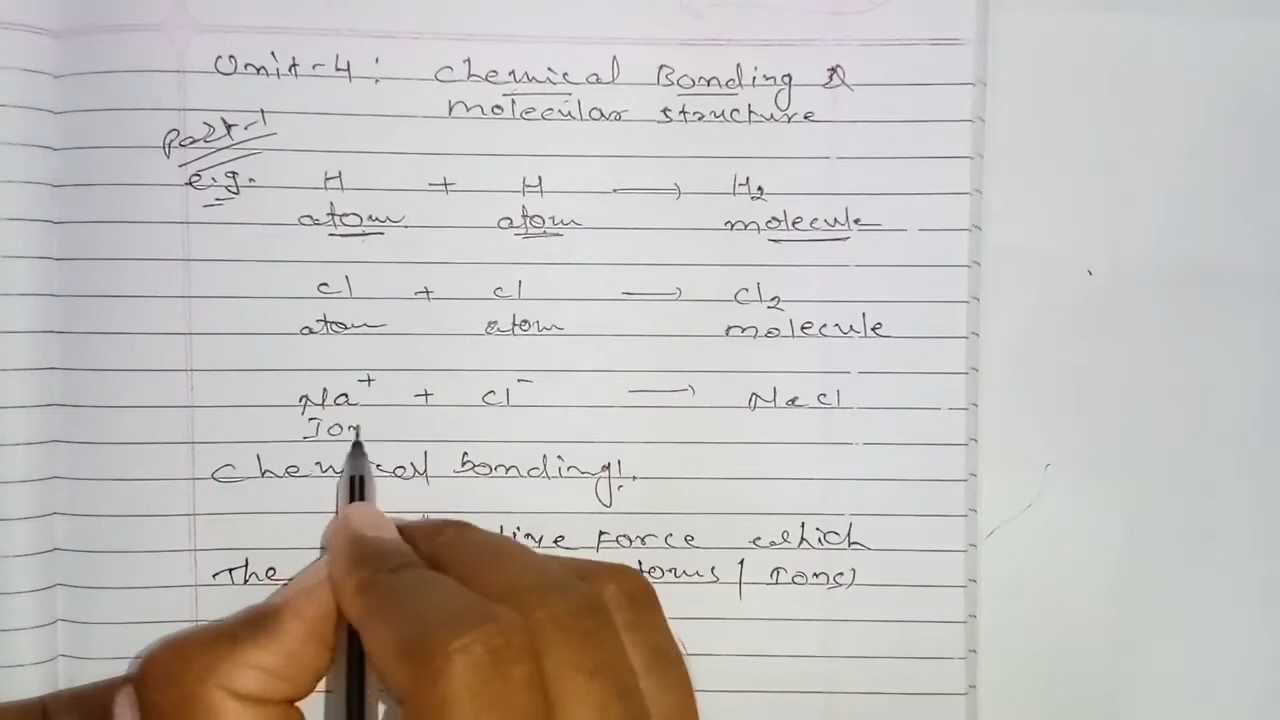 Unit-4: Chemical Bonding &
molecular structure
Part-1
e.g. H + H → H₂
atom atom molecule
Cl + Cl → Cl₂
atom atom molecule
Na⁺ + Cl⁻ → NaCl
Ion
Chemical bonding:
Force which
The / Ions)